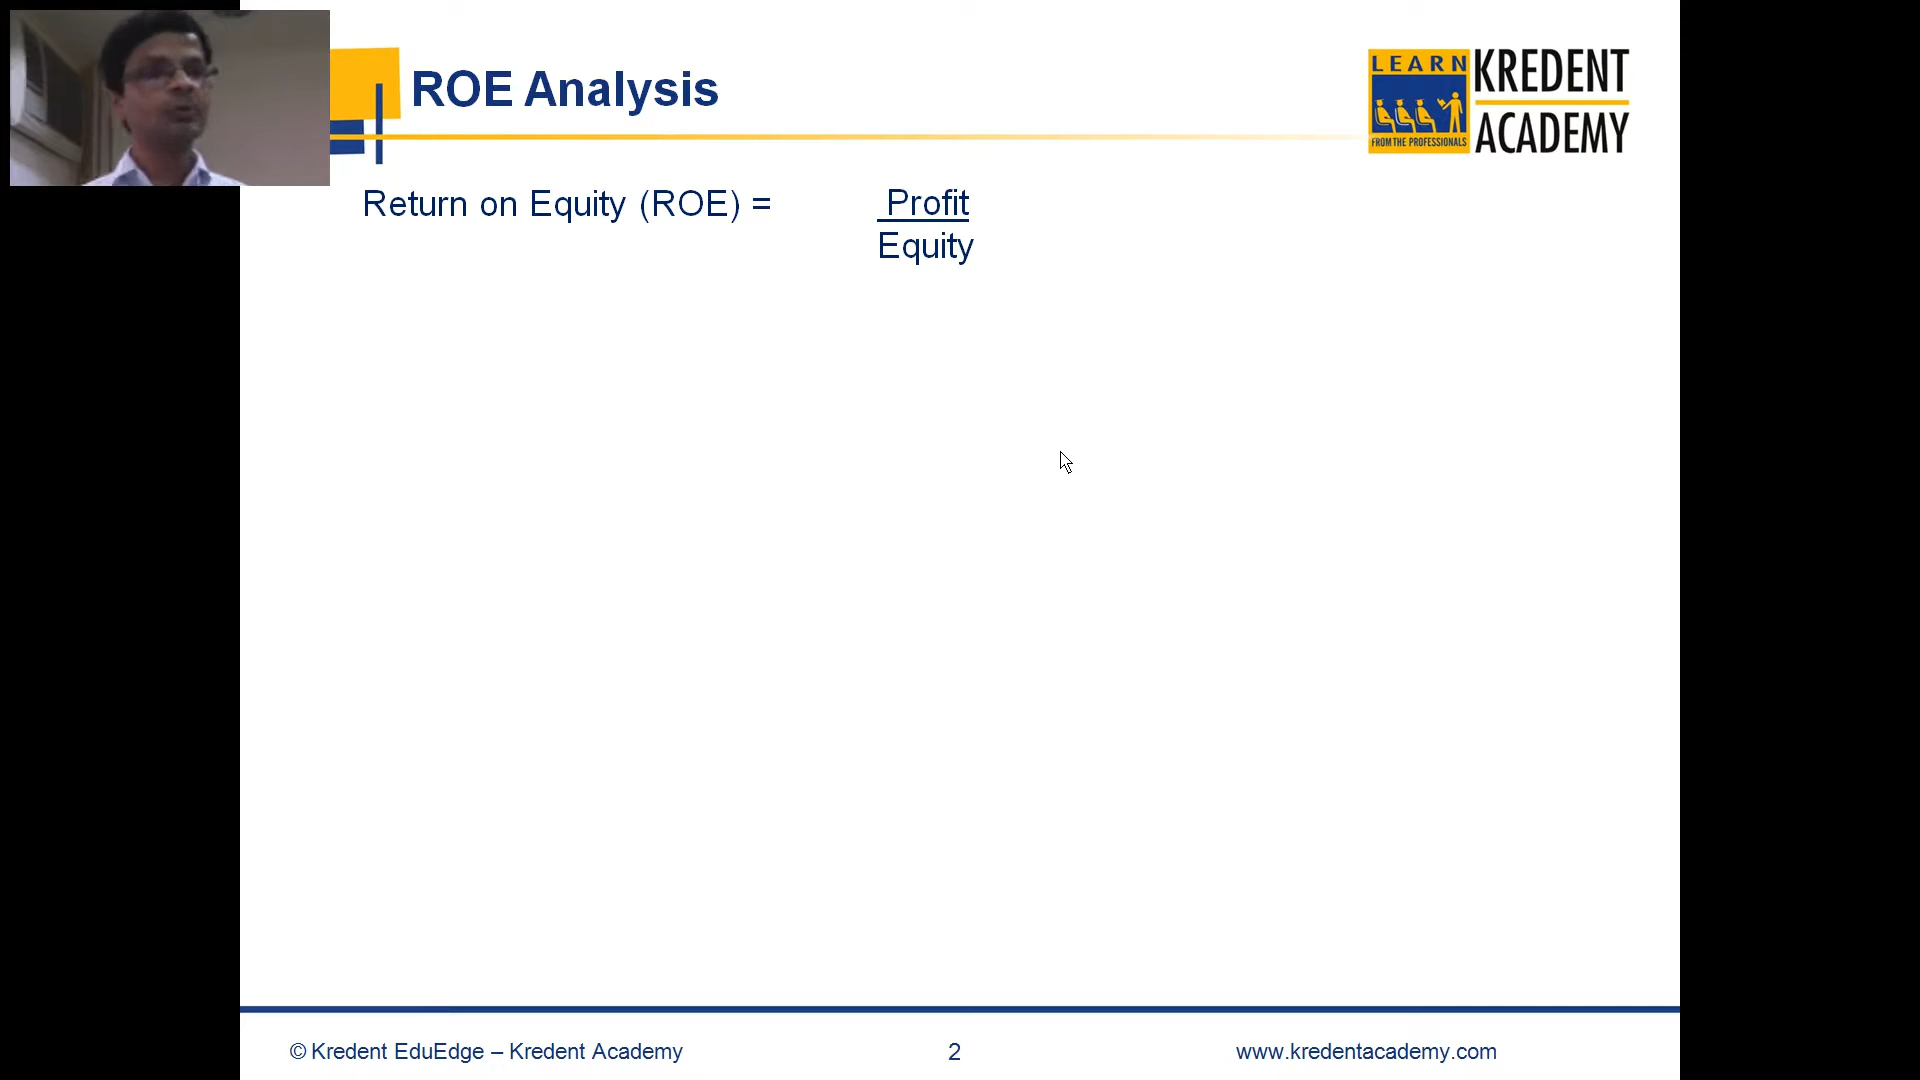 ROE Analysis
LEARN
FROM THE PROFESSIONALS
KREDENT
ACADEMY
Return on Equity (ROE) = Profit
Equity
© Kredent EduEdge – Kredent Academy 2 www.kredentacademy.com